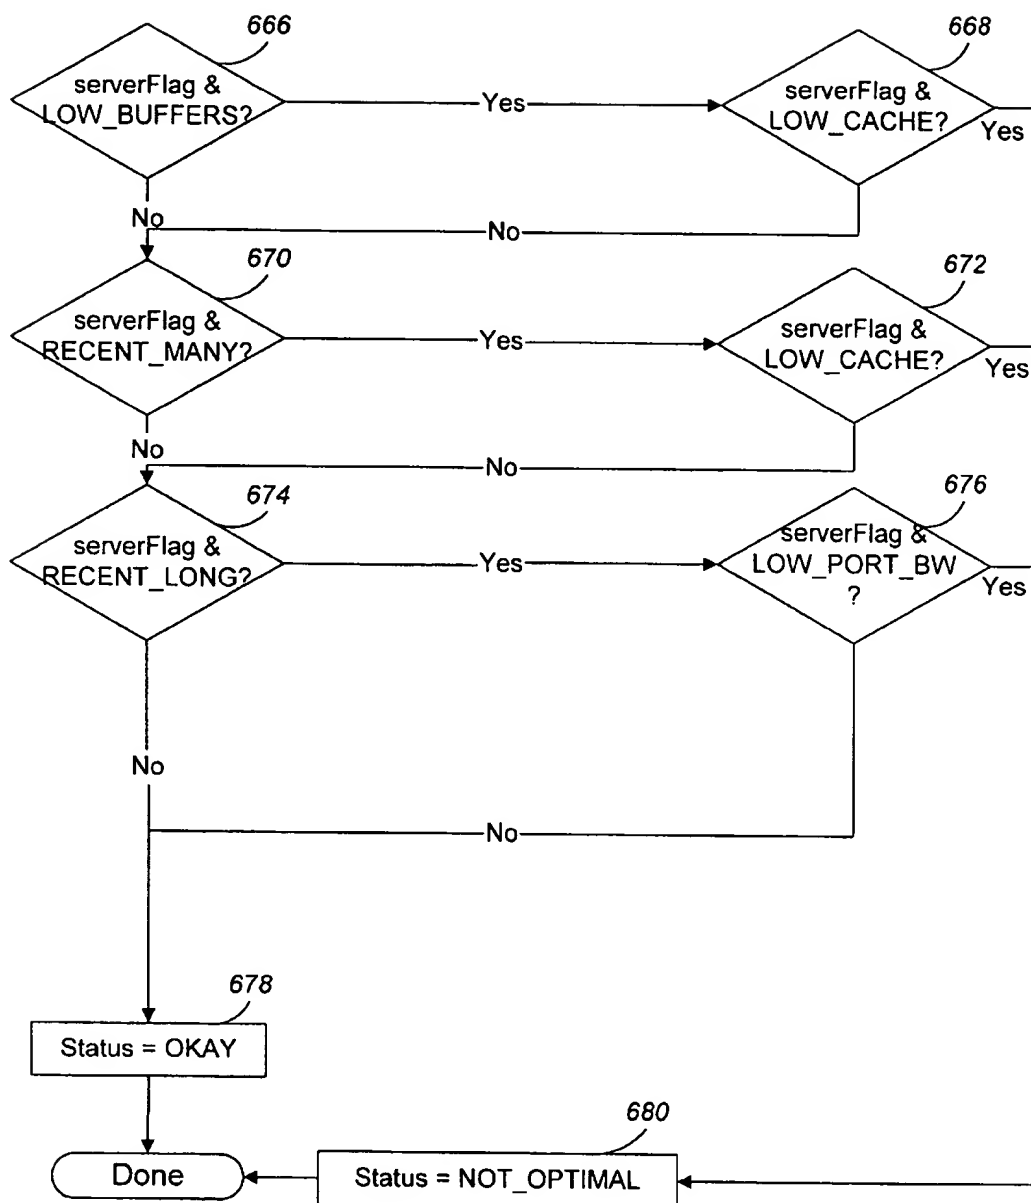 666
serverFlag &
LOW_BUFFERS?
Yes
668
serverFlag &
LOW_CACHE?
Yes
No
No
670
serverFlag &
RECENT_MANY?
Yes
672
serverFlag &
LOW_CACHE?
Yes
No
No
674
serverFlag &
RECENT_LONG?
Yes
676
serverFlag &
LOW_PORT_BW
?
Yes
No
No
678
Status = OKAY
680
Done
Status = NOT_OPTIMAL